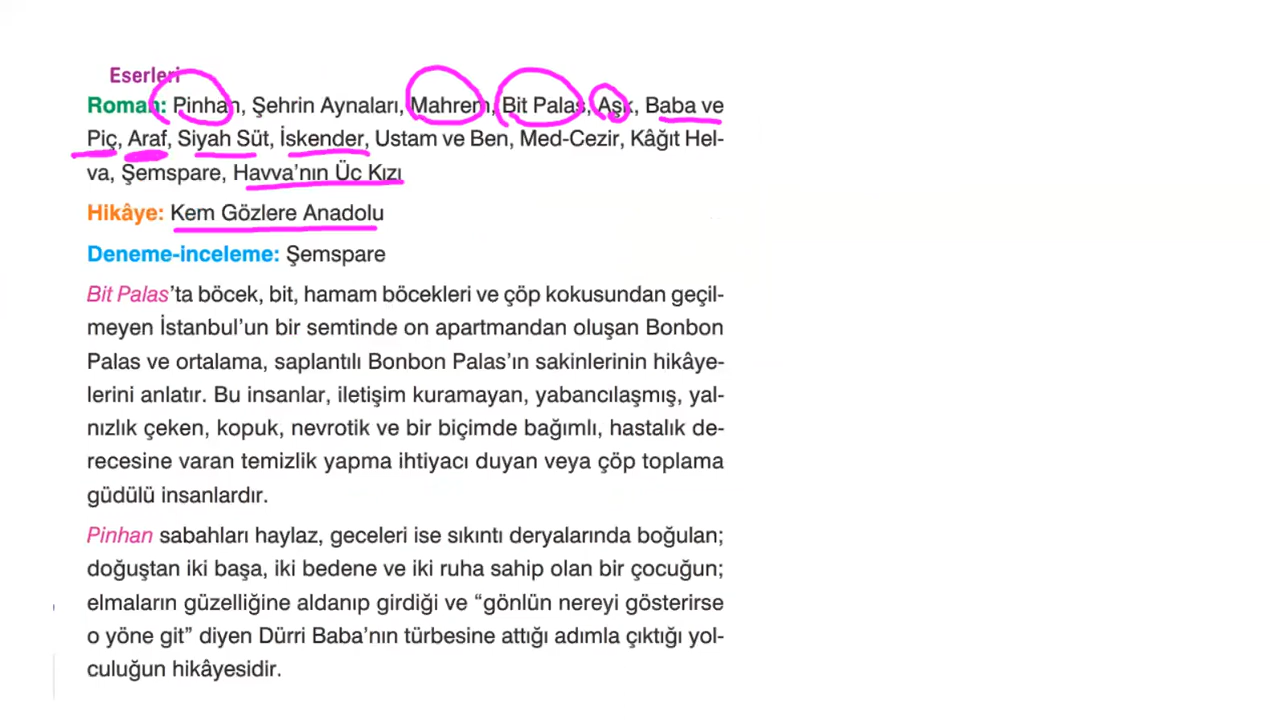 Eserleri
Roman: Pinhan, Şehrin Aynaları, Mahrem, Bit Palas, Aşk, Baba ve
Piç, Araf, Siyah Süt, İskender, Ustam ve Ben, Med-Cezir, Kâğıt Hel-
va, Şemspare, Havva’nın Üc Kızı
Hikâye: Kem Gözlere Anadolu
Deneme-inceleme: Şemspare
Bit Palas’ta böcek, bit, hamam böcekleri ve çöp kokusundan geçil-
meyen İstanbul’un bir semtinde on apartmandan oluşan Bonbon
Palas ve ortalama, saplantılı Bonbon Palas’ın sakinlerinin hikâye-
lerini anlatır. Bu insanlar, iletişim kuramayan, yabancılaşmış, yal-
nızlık çeken, kopuk, nevrotik ve bir biçimde bağımlı, hastalık de-
recesine varan temizlik yapma ihtiyacı duyan veya çöp toplama
güdülü insanlardır.
Pinhan sabahları haylaz, geceleri ise sıkıntı deryalarında boğulan;
doğuştan iki başa, iki bedene ve iki ruha sahip olan bir çocuğun;
elmaların güzelliğine aldanıp girdiği ve “gönlün nereyi gösterirse
o yöne git” diyen Dürri Baba’nın türbesine attığı adımla çıktığı yol-
culuğun hikâyesidir.